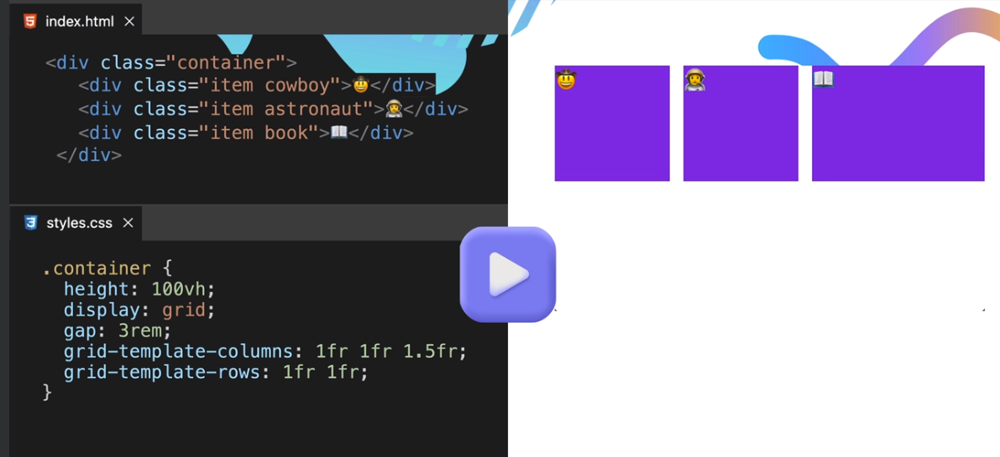 index.html ×
<div class="container">
<div class="item cowboy">🤠</div>
<div class="item astronaut">👩‍🚀</div>
<div class="item book">📖</div>
</div>
styles.css ×
.container {
height: 100vh;
display: grid;
gap: 3rem;
grid-template-columns: 1fr 1fr 1.5fr;
grid-template-rows: 1fr 1fr;
}